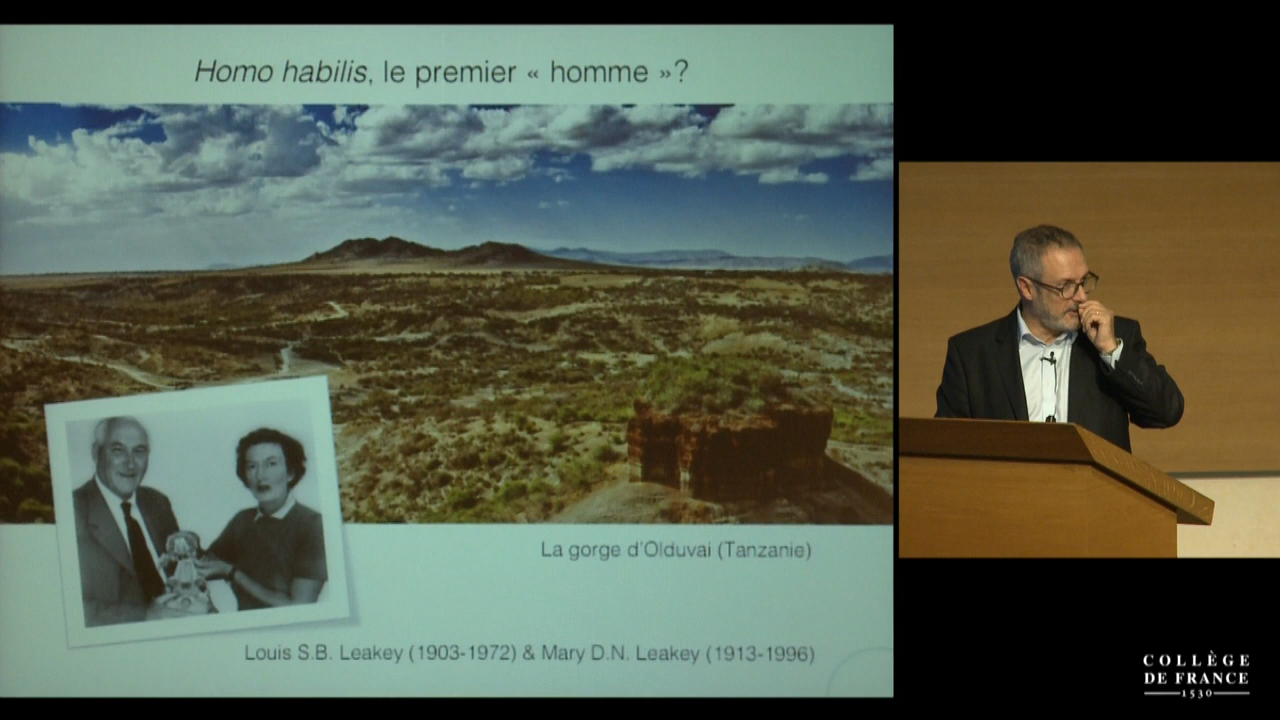 Homo habilis, le premier « homme »?
La gorge d'Olduvai (Tanzanie)
Louis S.B. Leakey (1903-1972) & Mary D.N. Leakey (1913-1996)
COLLÈGE
DE FRANCE
1530